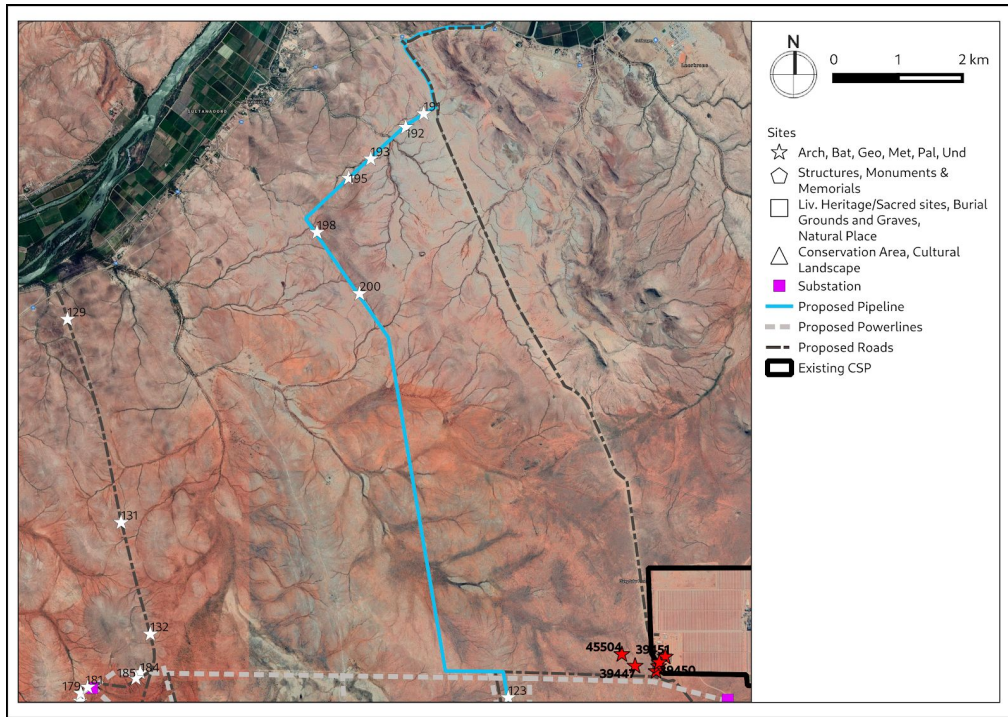 N
0 1 2 km
Sites
Arch, Bat, Geo, Met, Pal, Und
Structures, Monuments &
Memorials
Liv. Heritage/Sacred sites, Burial
Grounds and Graves,
Natural Place
Conservation Area, Cultural
Landscape
Substation
Proposed Pipeline
Proposed Powerlines
Proposed Roads
Existing CSP
191
192
193
195
198
200
129
131
132
184
185
181
179
123
45504
39451
39447
39450